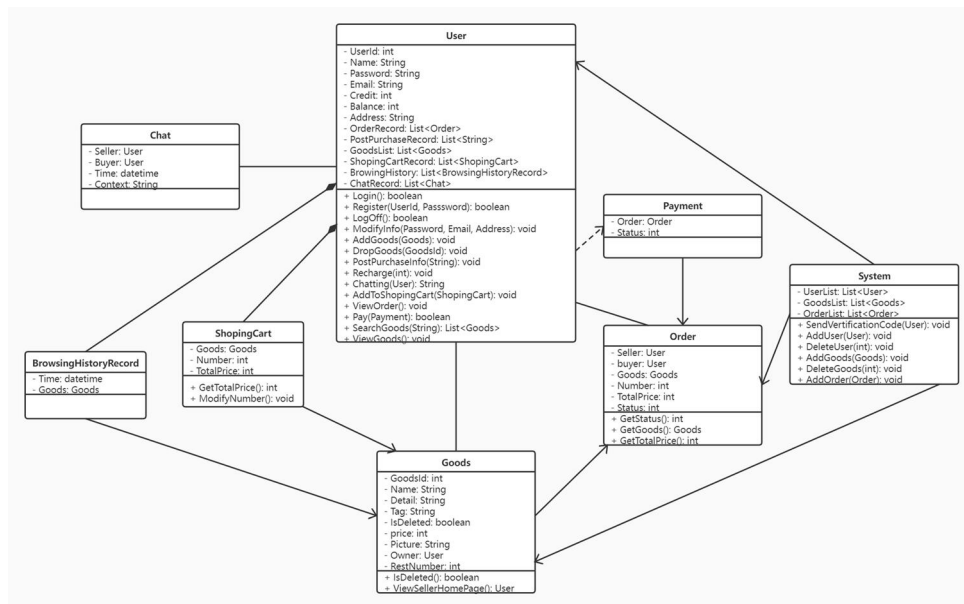 User
- UserId: int
- Name: String
- Password: String
- Email: String
- Credit: int
- Balance: int
- Address: String
- OrderRecord: List<Order>
- PostPurchaseRecord: List<String>
- GoodsList: List<Goods>
- ShopingCartRecord: List<ShopingCart>
- BrowingHistory: List<BrowsingHistoryRecord>
- ChatRecord: List<Chat>
+ Login(): boolean
+ Register(UserId, Passsword): boolean
+ LogOff(): boolean
+ ModifyInfo(Password, Email, Address): void
+ AddGoods(Goods): void
+ DropGoods(GoodsId): void
+ PostPurchaseInfo(String): void
+ Recharge(int): void
+ Chatting(User): String
+ AddToShopingCart(ShopingCart): void
+ ViewOrder(): void
+ Pay(Payment): boolean
+ SearchGoods(String): List<Goods>
+ ViewGoods(): void
Chat
- Seller: User
- Buyer: User
- Time: datetime
- Context: String
Payment
- Order: Order
- Status: int
System
- UserList: List<User>
- GoodsList: List<Goods>
- OrderList: List<Order>
+ SendVertificationCode(User): void
+ AddUser(User): void
+ DeleteUser(int): void
+ AddGoods(Goods): void
+ DeleteGoods(int): void
+ AddOrder(Order): void
ShopingCart
- Goods: Goods
- Number: int
- TotalPrice: int
+ GetTotalPrice(): int
+ ModifyNumber(): void
Order
- Seller: User
- buyer: User
- Goods: Goods
- Number: int
- TotalPrice: int
- Status: int
+ GetStatus(): int
+ GetGoods(): Goods
+ GetTotalPrice(): int
BrowsingHistoryRecord
- Time: datetime
- Goods: Goods
Goods
- GoodsId: int
- Name: String
- Detail: String
- Tag: String
- IsDeleted: boolean
- price: int
- Picture: String
- Owner: User
- RestNumber: int
+ IsDeleted(): boolean
+ ViewSellerHomePage(): User